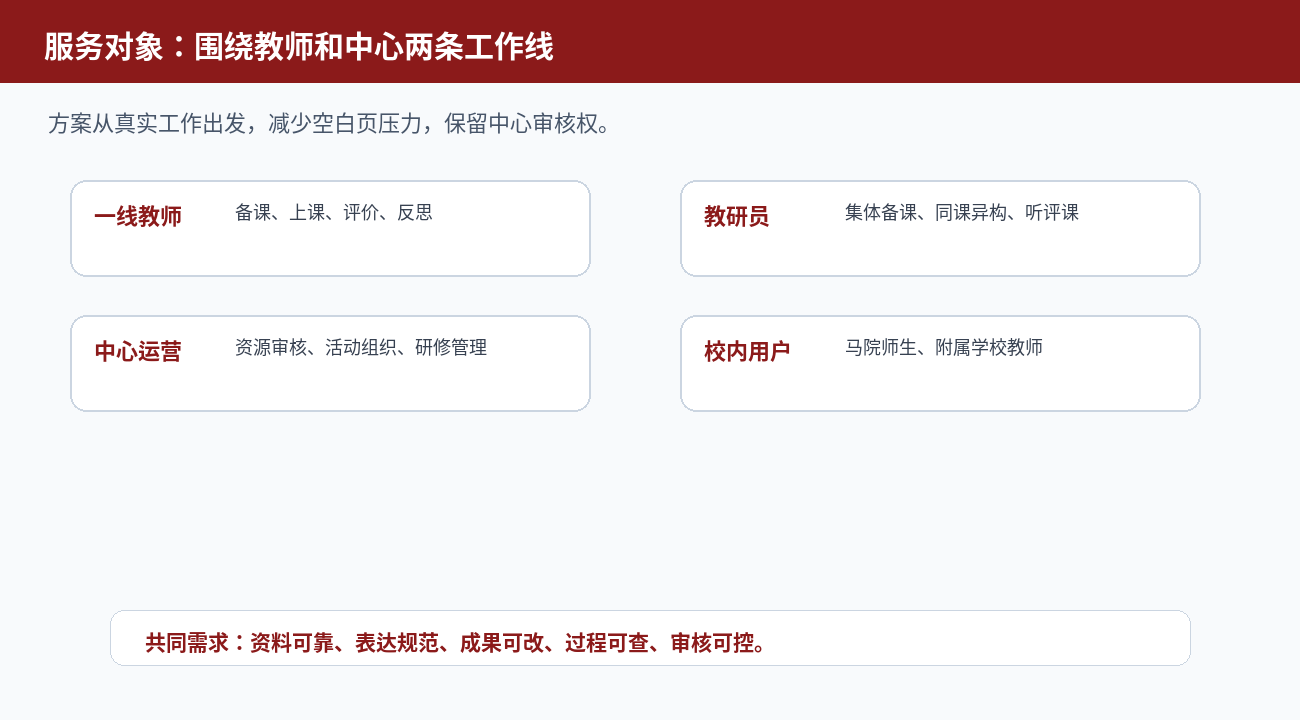 服务对象：围绕教师和中心两条工作线
方案从真实工作出发，减少空白页压力，保留中心审核权。
一线教师 备课、上课、评价、反思
教研员 集体备课、同课异构、听评课
中心运营 资源审核、活动组织、研修管理
校内用户 马院师生、附属学校教师
共同需求：资料可靠、表达规范、成果可改、过程可查、审核可控。